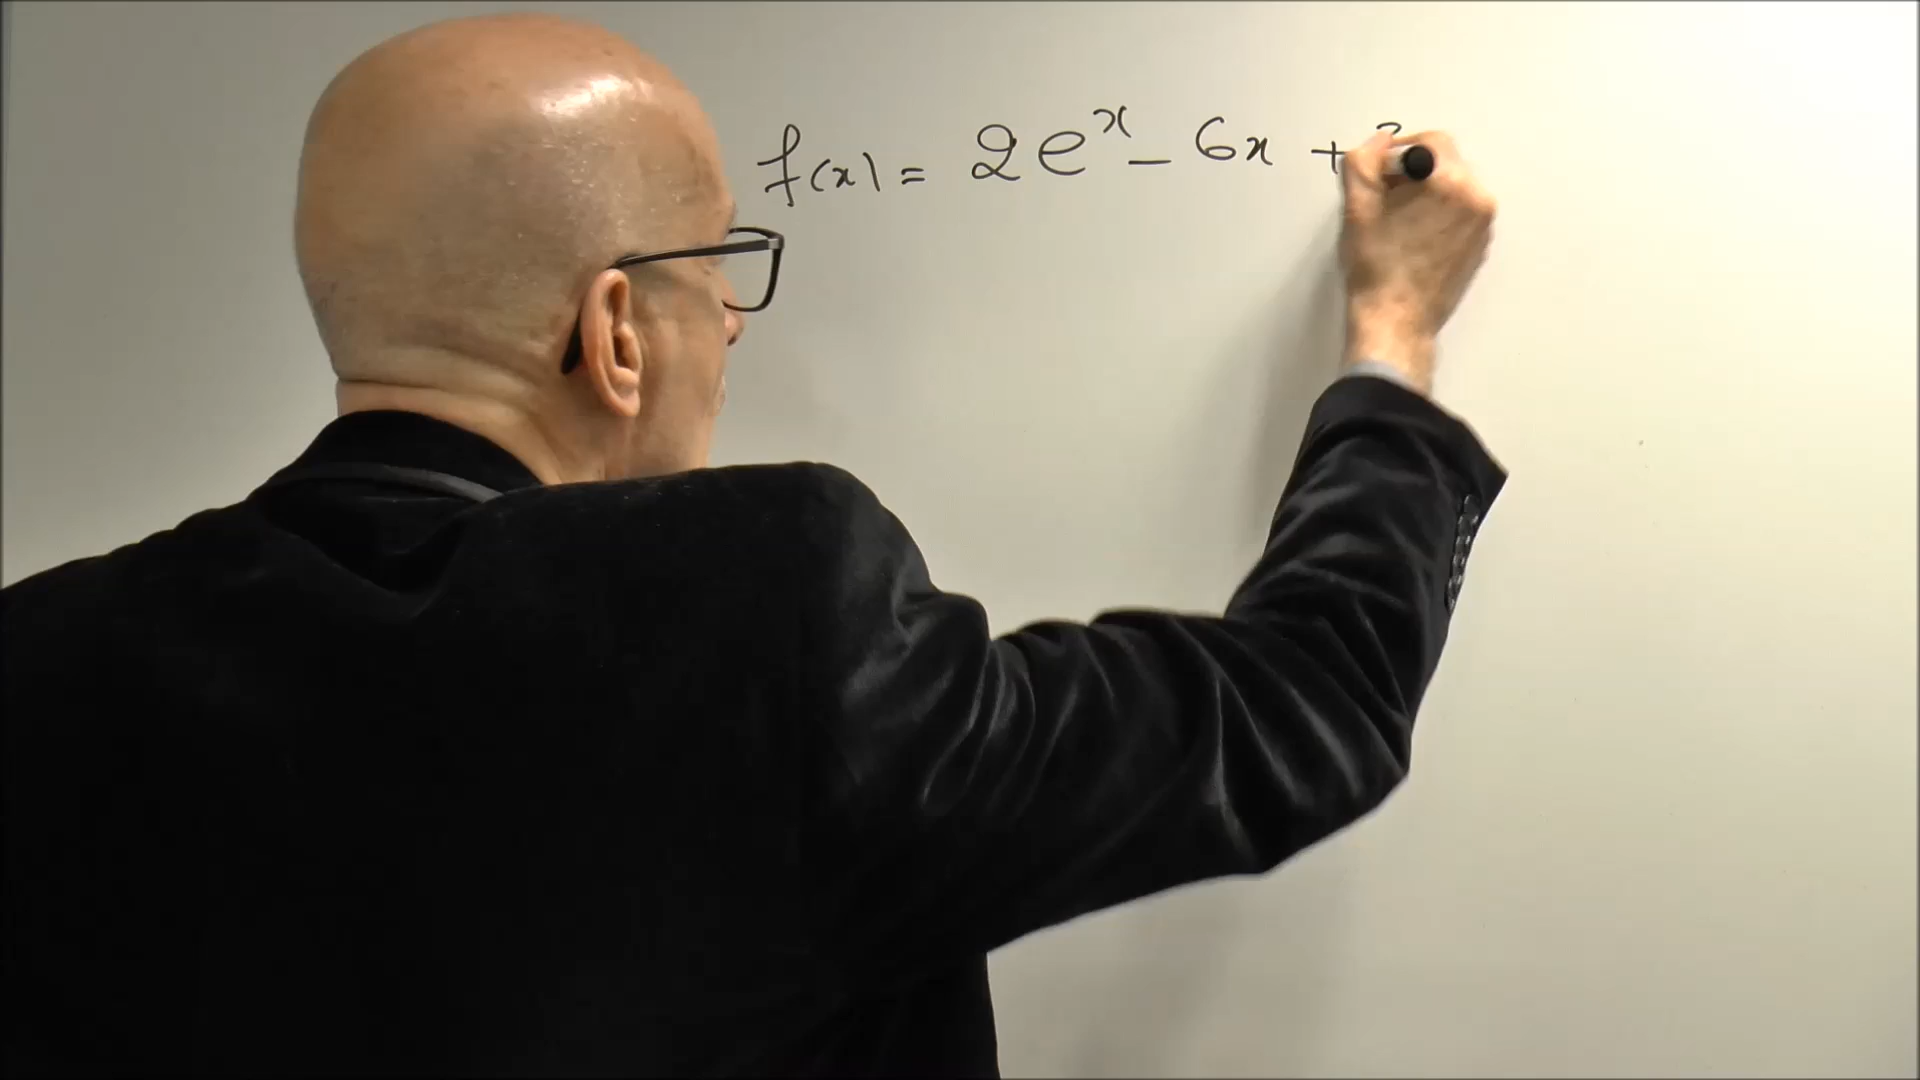 f(x) = 2e^x - 6x +